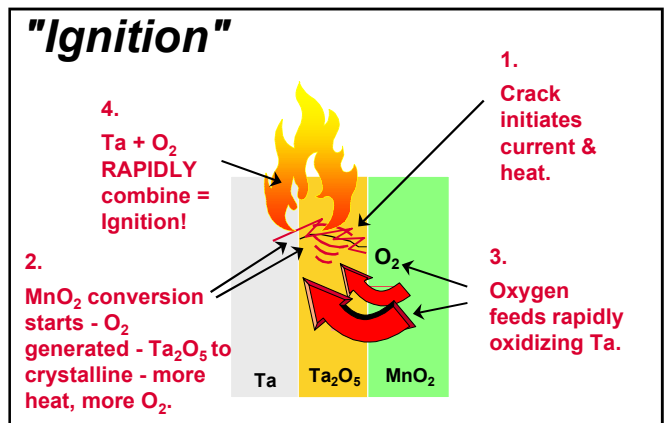 "Ignition"
1.
Crack
initiates
current &
heat.
4.
Ta + O₂
RAPIDLY
combine =
Ignition!
2.
MnO₂ conversion
starts - O₂
generated - Ta₂O₅ to
crystalline - more
heat, more O₂.
O₂
3.
Oxygen
feeds rapidly
oxidizing Ta.
Ta
Ta₂O₅
MnO₂